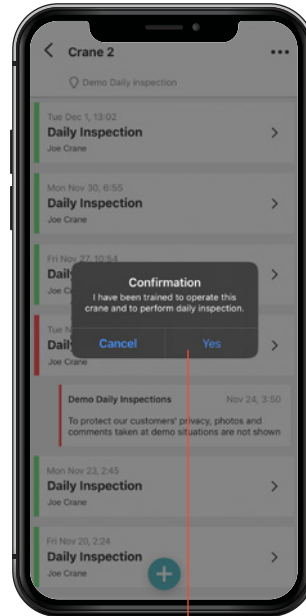 Crane 2
Demo Daily inspection
Tue Dec 1, 13:02
Daily Inspection
Joe Crane
Mon Nov 30, 6:55
Daily Inspection
Joe Crane
Fri Nov 27, 10:54
Dail
Joe C
Confirmation
I have been trained to operate this
crane and to perform daily inspection.
Cancel Yes
Tue N
Dail
Joe Crane
Demo Daily Inspections Nov 24, 3:50
To protect our customers' privacy, photos and
comments taken at demo situations are not shown
Mon Nov 23, 2:45
Daily Inspection
Joe Crane
Fri Nov 20, 2:24
Daily Inspection
Joe Crane